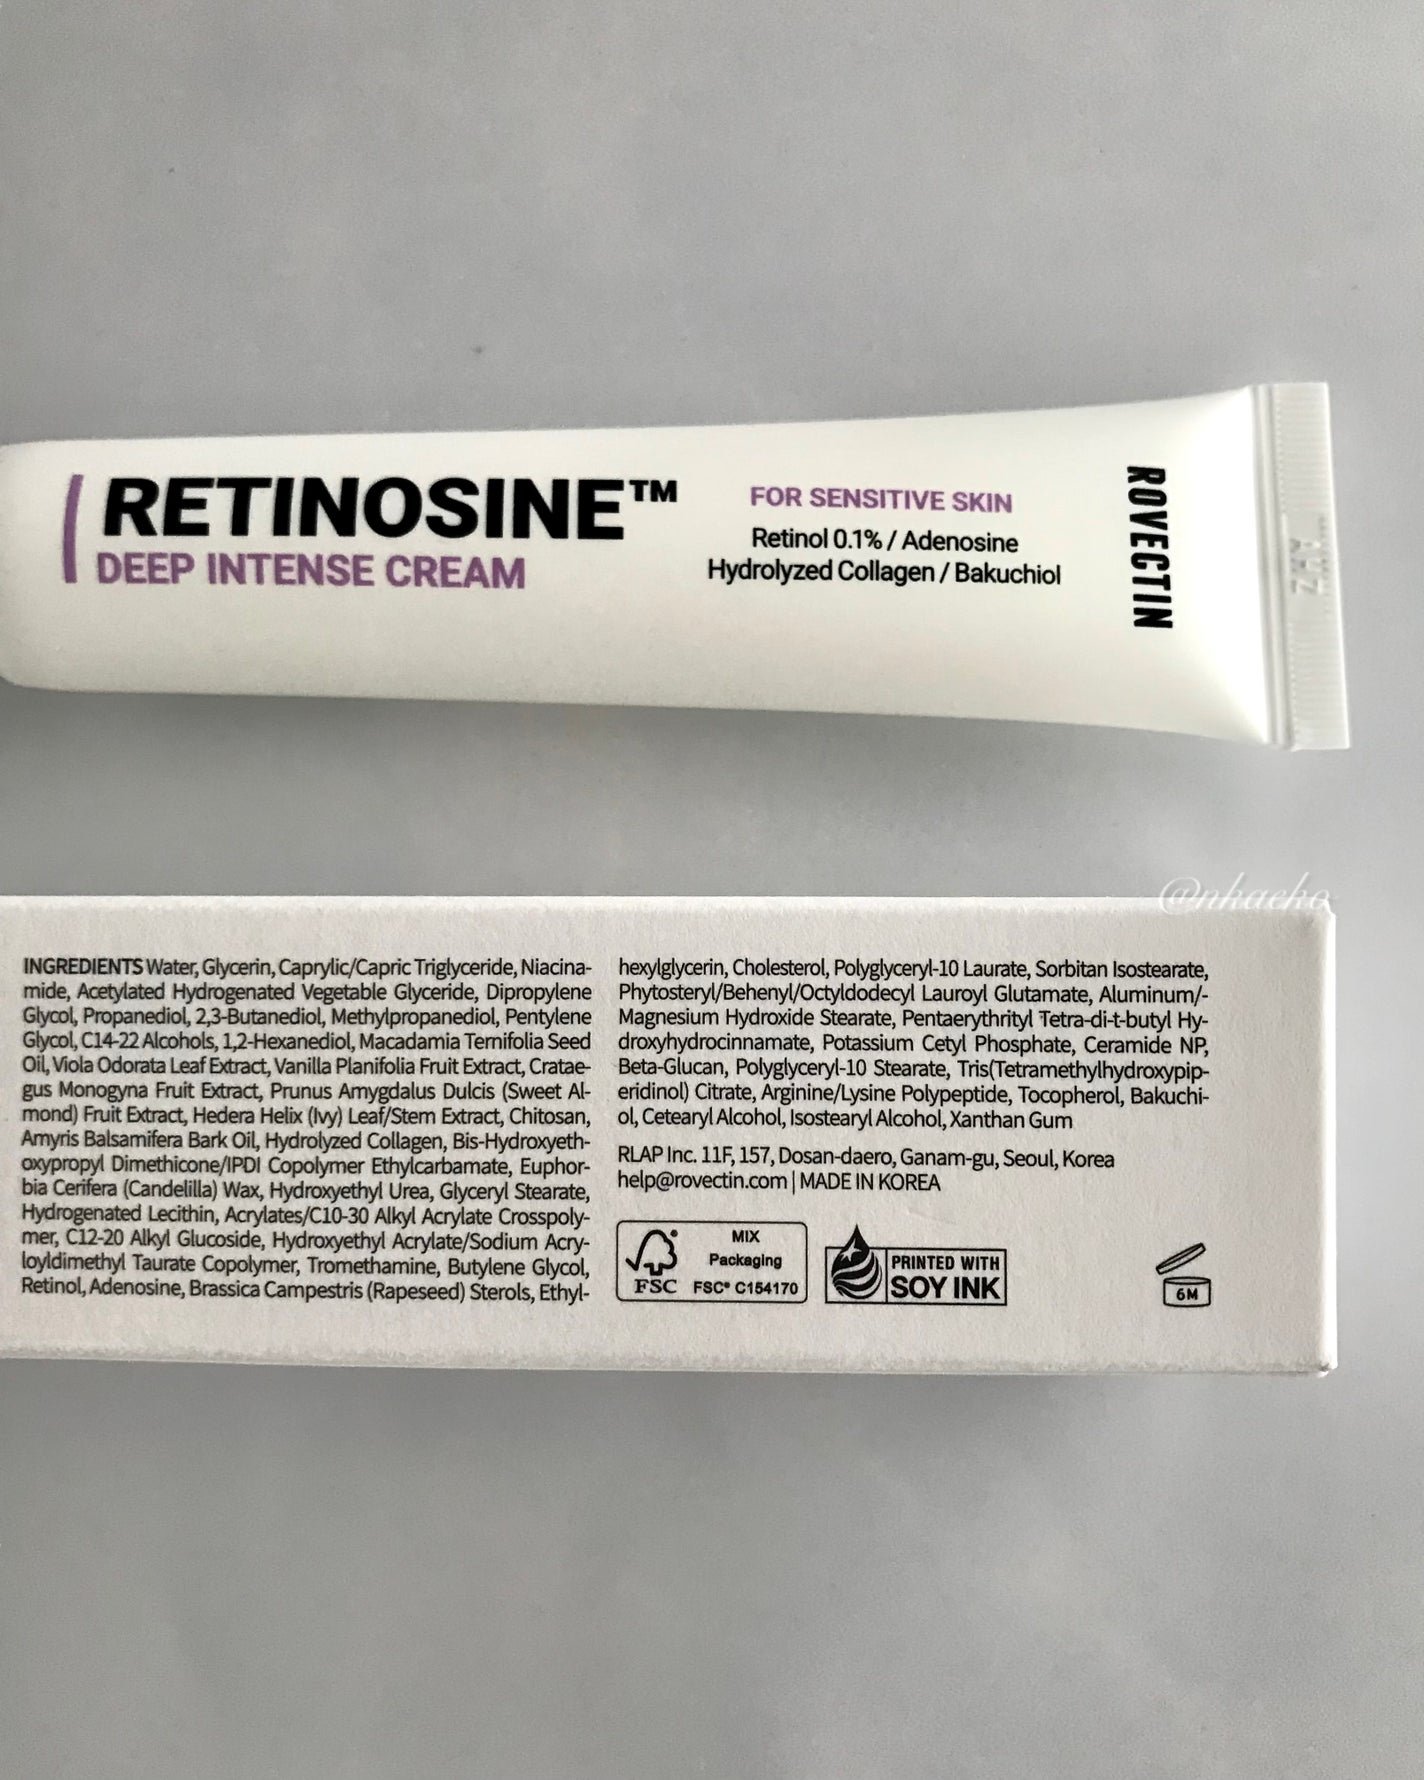 RETINOSINE™
DEEP INTENSE CREAM
FOR SENSITIVE SKIN
Retinol 0.1% / Adenosine
Hydrolyzed Collagen / Bakuchiol
ROVECTIN
@nkaeko
INGREDIENTS Water, Glycerin, Caprylic/Capric Triglyceride, Niacina-
mide, Acetylated Hydrogenated Vegetable Glyceride, Dipropylene
Glycol, Propanediol, 2,3-Butanediol, Methylpropanediol, Pentylene
Glycol, C14-22 Alcohols, 1,2-Hexanediol, Macadamia Ternifolia Seed
Oil, Viola Odorata Leaf Extract, Vanilla Planifolia Fruit Extract, Cratae-
gus Monogyna Fruit Extract, Prunus Amygdalus Dulcis (Sweet Al-
mond) Fruit Extract, Hedera Helix (Ivy) Leaf/Stem Extract, Chitosan,
Amyris Balsamifera Bark Oil, Hydrolyzed Collagen, Bis-Hydroxyeth-
oxypropyl Dimethicone/IPDI Copolymer Ethylcarbamate, Euphor-
bia Cerifera (Candelilla) Wax, Hydroxyethyl Urea, Glyceryl Stearate,
Hydrogenated Lecithin, Acrylates/C10-30 Alkyl Acrylate Crosspoly-
mer, C12-20 Alkyl Glucoside, Hydroxyethyl Acrylate/Sodium Acry-
loyldimethyl Taurate Copolymer, Tromethamine, Butylene Glycol,
Retinol, Adenosine, Brassica Campestris (Rapeseed) Sterols, Ethyl-
hexylglycerin, Cholesterol, Polyglyceryl-10 Laurate, Sorbitan Isostearate,
Phytosteryl/Behenyl/Octyldodecyl Lauroyl Glutamate, Aluminum/-
Magnesium Hydroxide Stearate, Pentaerythrityl Tetra-di-t-butyl Hy-
droxyhydrocinnamate, Potassium Cetyl Phosphate, Ceramide NP,
Beta-Glucan, Polyglyceryl-10 Stearate, Tris(Tetramethylhydroxypip-
eridinol) Citrate, Arginine/Lysine Polypeptide, Tocopherol, Bakuchi-
ol, Cetearyl Alcohol, Isostearyl Alcohol, Xanthan Gum
RLAP Inc. 11F, 157, Dosan-daero, Ganam-gu, Seoul, Korea
help@rovectin.com | MADE IN KOREA
FSC
MIX
Packaging
FSC® C154170
PRINTED WITH
SOY INK
6M